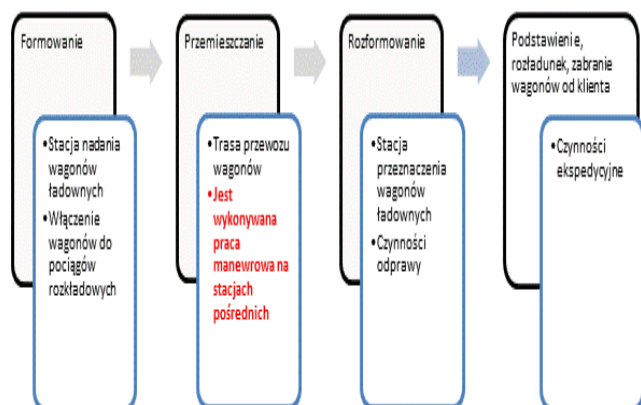 Formowanie
•Stacja nadania
wagonów
ładownych
•Włączenie
wagonów do
pociągów
rozkładowych
Przemieszczanie
•Trasa przewozu
wagonów
•Jest
wykonywana
praca
manewrowa na
stacjach
pośrednich
Rozformowanie
•Stacja
przeznaczenia
wagonów
ładownych
•Czynności
odprawy
Podstawienie,
rozładunek, zabranie
wagonów od klienta
•Czynności
ekspedycyjne